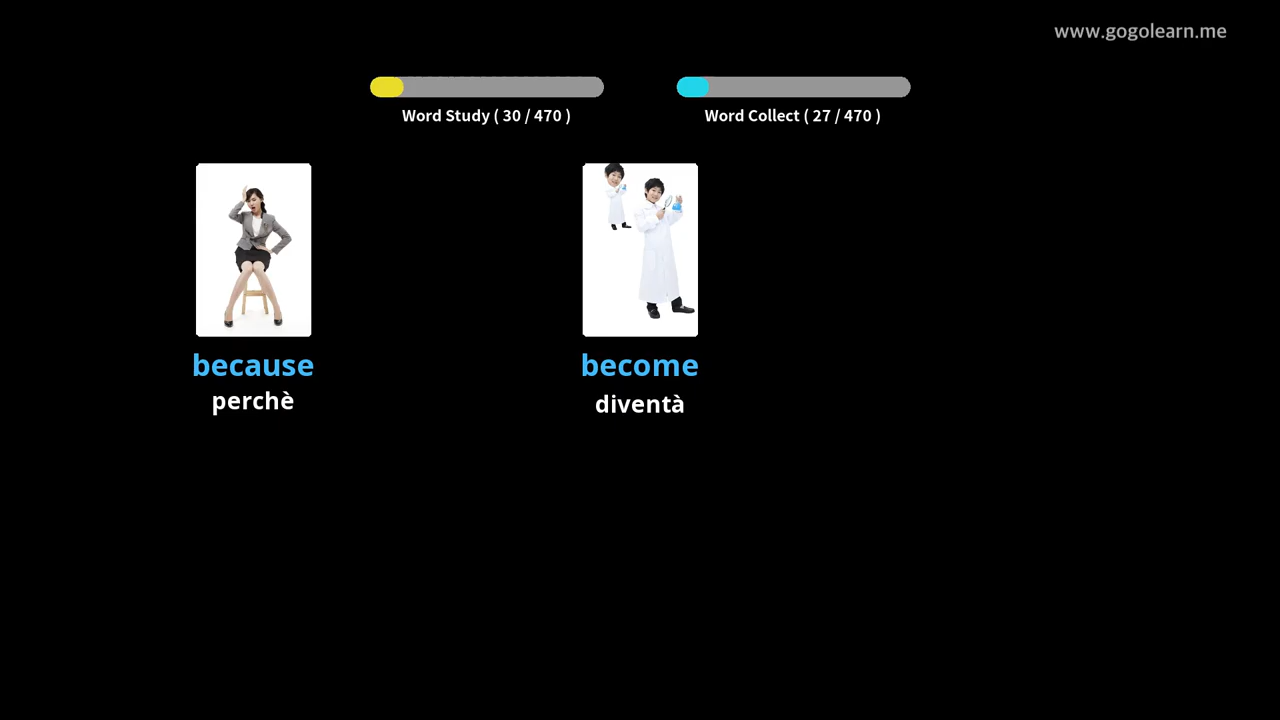 www.gogolearn.me
Word Study ( 30 / 470 )
Word Collect ( 27 / 470 )
because
perchè
become
diventà